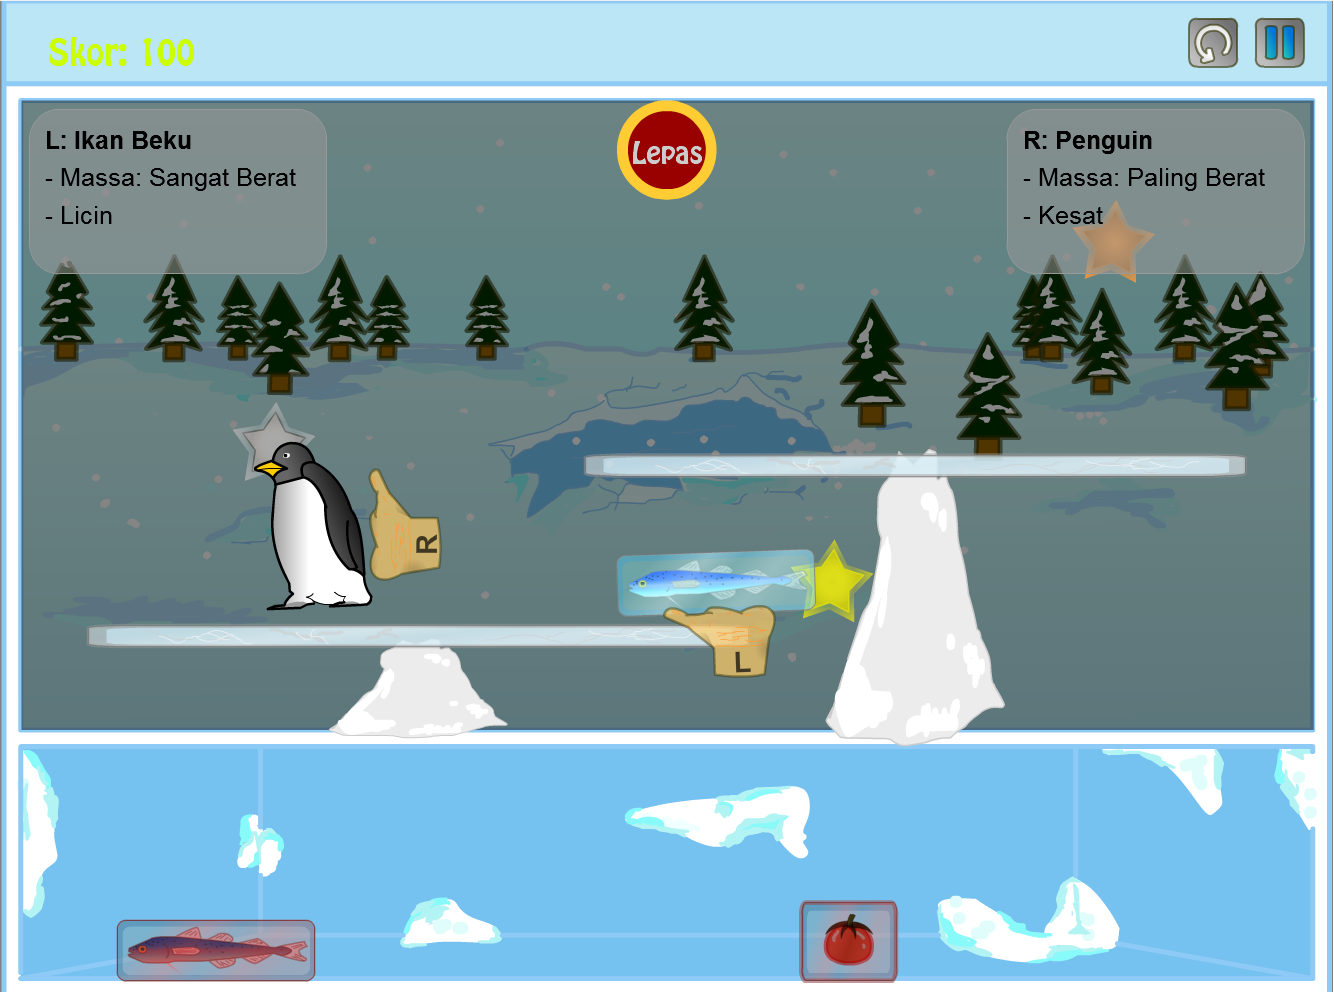 Skor: 100
L: Ikan Beku
- Massa: Sangat Berat
- Licin
Lepas
R: Penguin
- Massa: Paling Berat
- Kesat
R
L